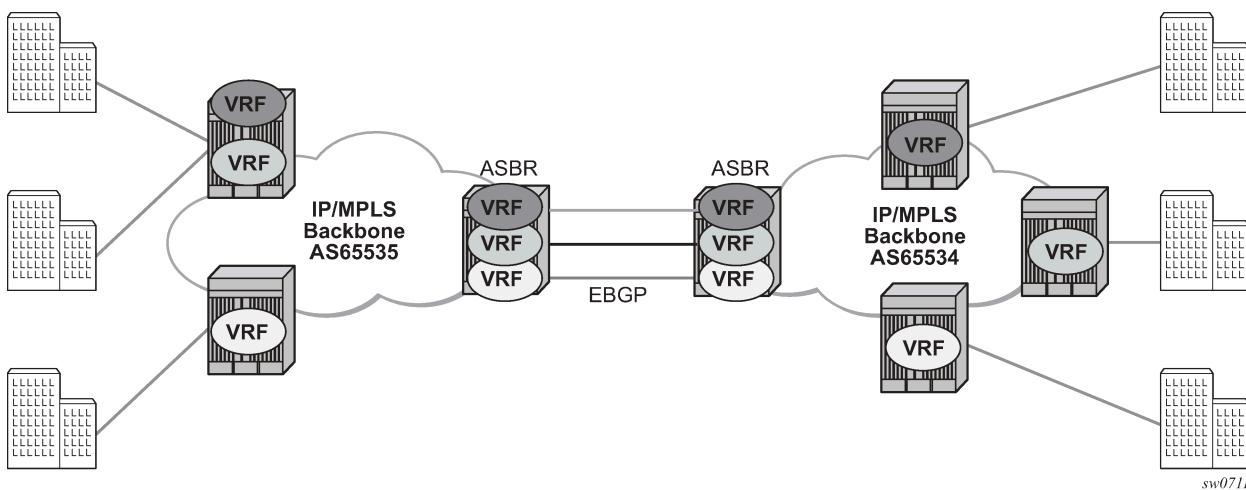 VRF
VRF
IP/MPLS
Backbone
AS65535
VRF
ASBR
VRF
VRF
VRF
EBGP
ASBR
VRF
VRF
VRF
IP/MPLS
Backbone
AS65534
VRF
VRF
VRF